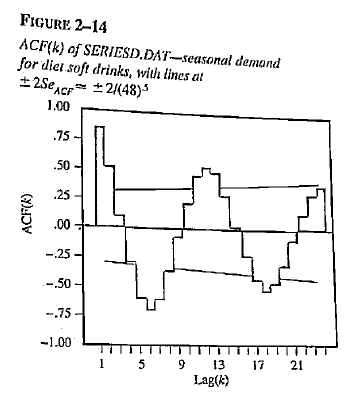 FIGURE 2–14
ACF(k) of SERIESD.DAT—seasonal demand
for diet soft drinks, with lines at
± 2Se_ACF ≈ ± 2/(48)^.5
1.00
.75
.50
.25
.00
−.25
−.50
−.75
−1.00
ACF(k)
1 5 9 13 17 21
Lag(k)